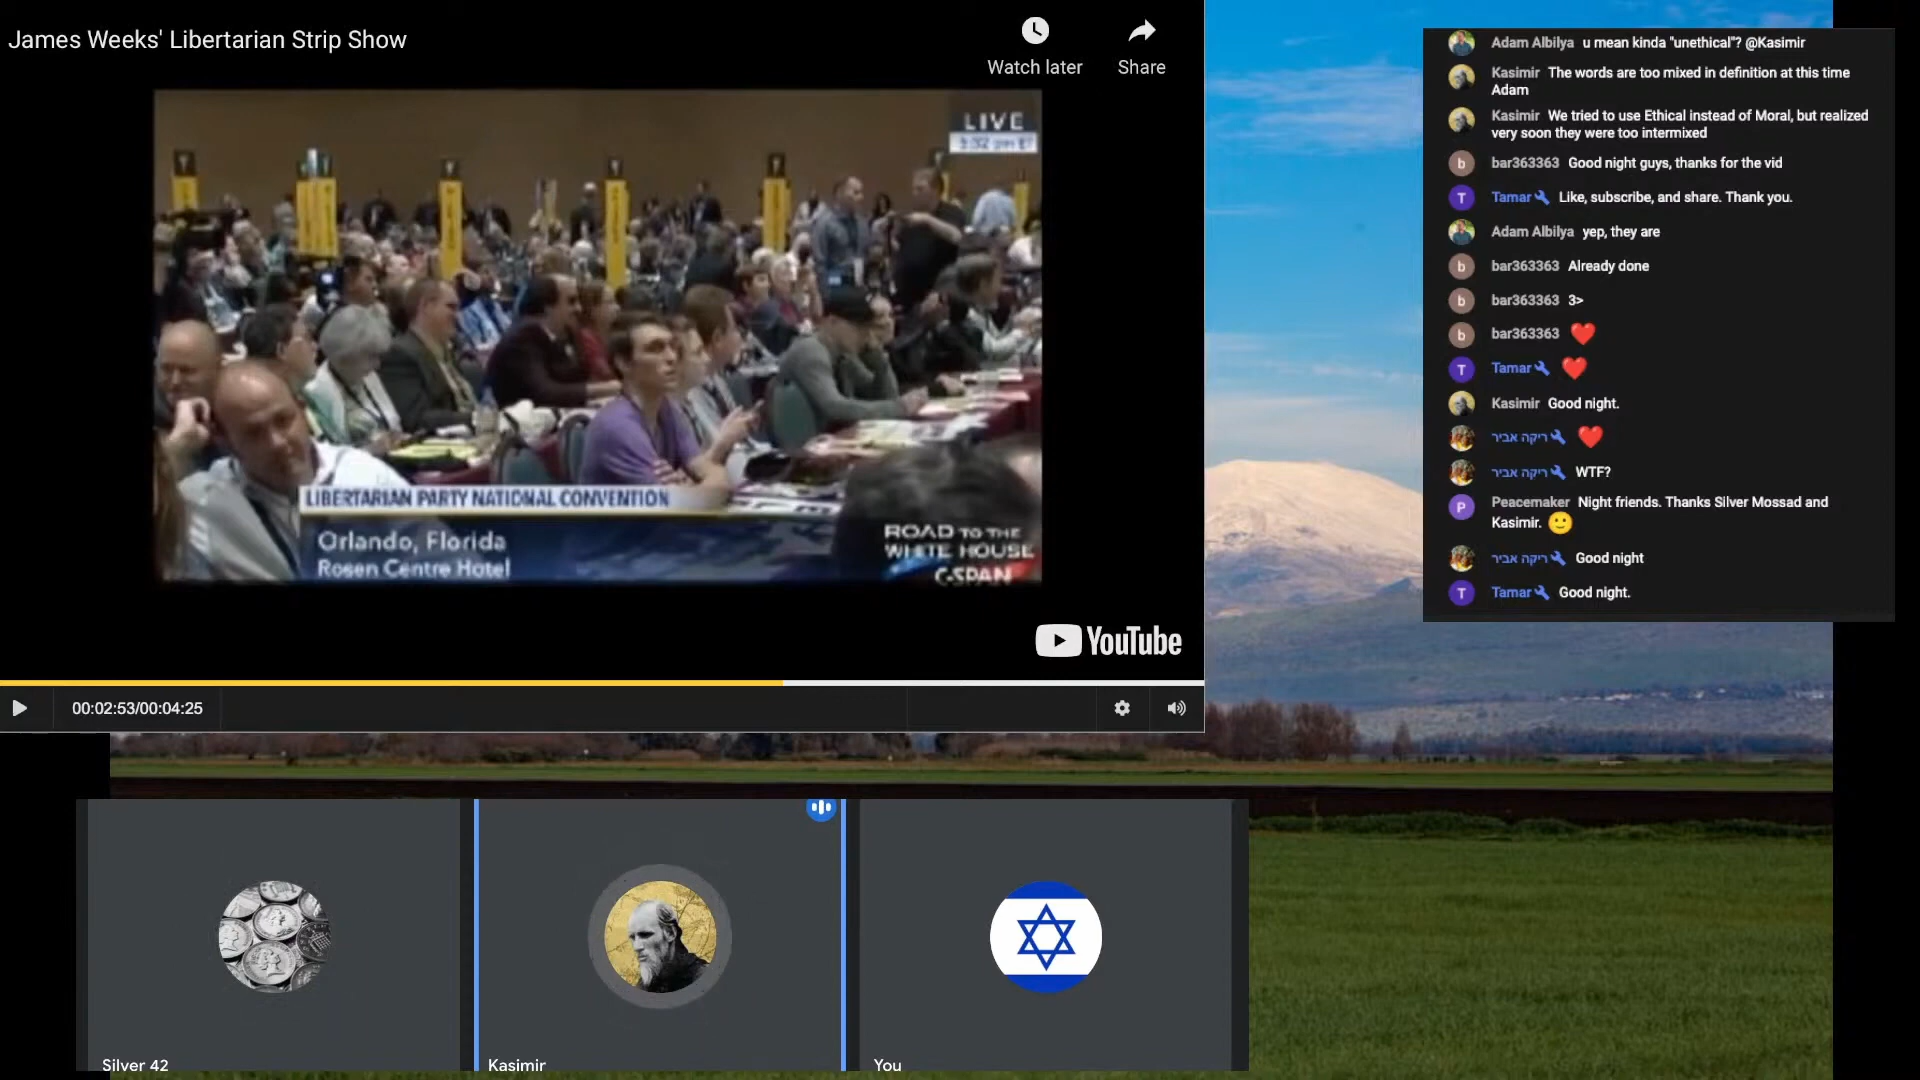 James Weeks' Libertarian Strip Show
Watch later
Share
LIVE
LIBERTARIAN PARTY NATIONAL CONVENTION
Orlando, Florida
Rosen Centre Hotel
ROAD TO THE
WHITE HOUSE
C-SPAN
YouTube
00:02:53/00:04:25
Adam Albilya u mean kinda "unethical"? @Kasimir
Kasimir The words are too mixed in definition at this time
Adam
Kasimir We tried to use Ethical instead of Moral, but realized
very soon they were too intermixed
b bar363363 Good night guys, thanks for the vid
T Tamar Like, subscribe, and share. Thank you.
Adam Albilya yep, they are
b bar363363 Already done
b bar363363 3>
b bar363363 ❤️
T Tamar ❤️
Kasimir Good night.
ריקה אביר ❤️
ריקה אביר WTF?
P Peacemaker Night friends. Thanks Silver Mossad and
Kasimir. 🙂
ריקה אביר Good night
T Tamar Good night.
Silver 42
Kasimir
You